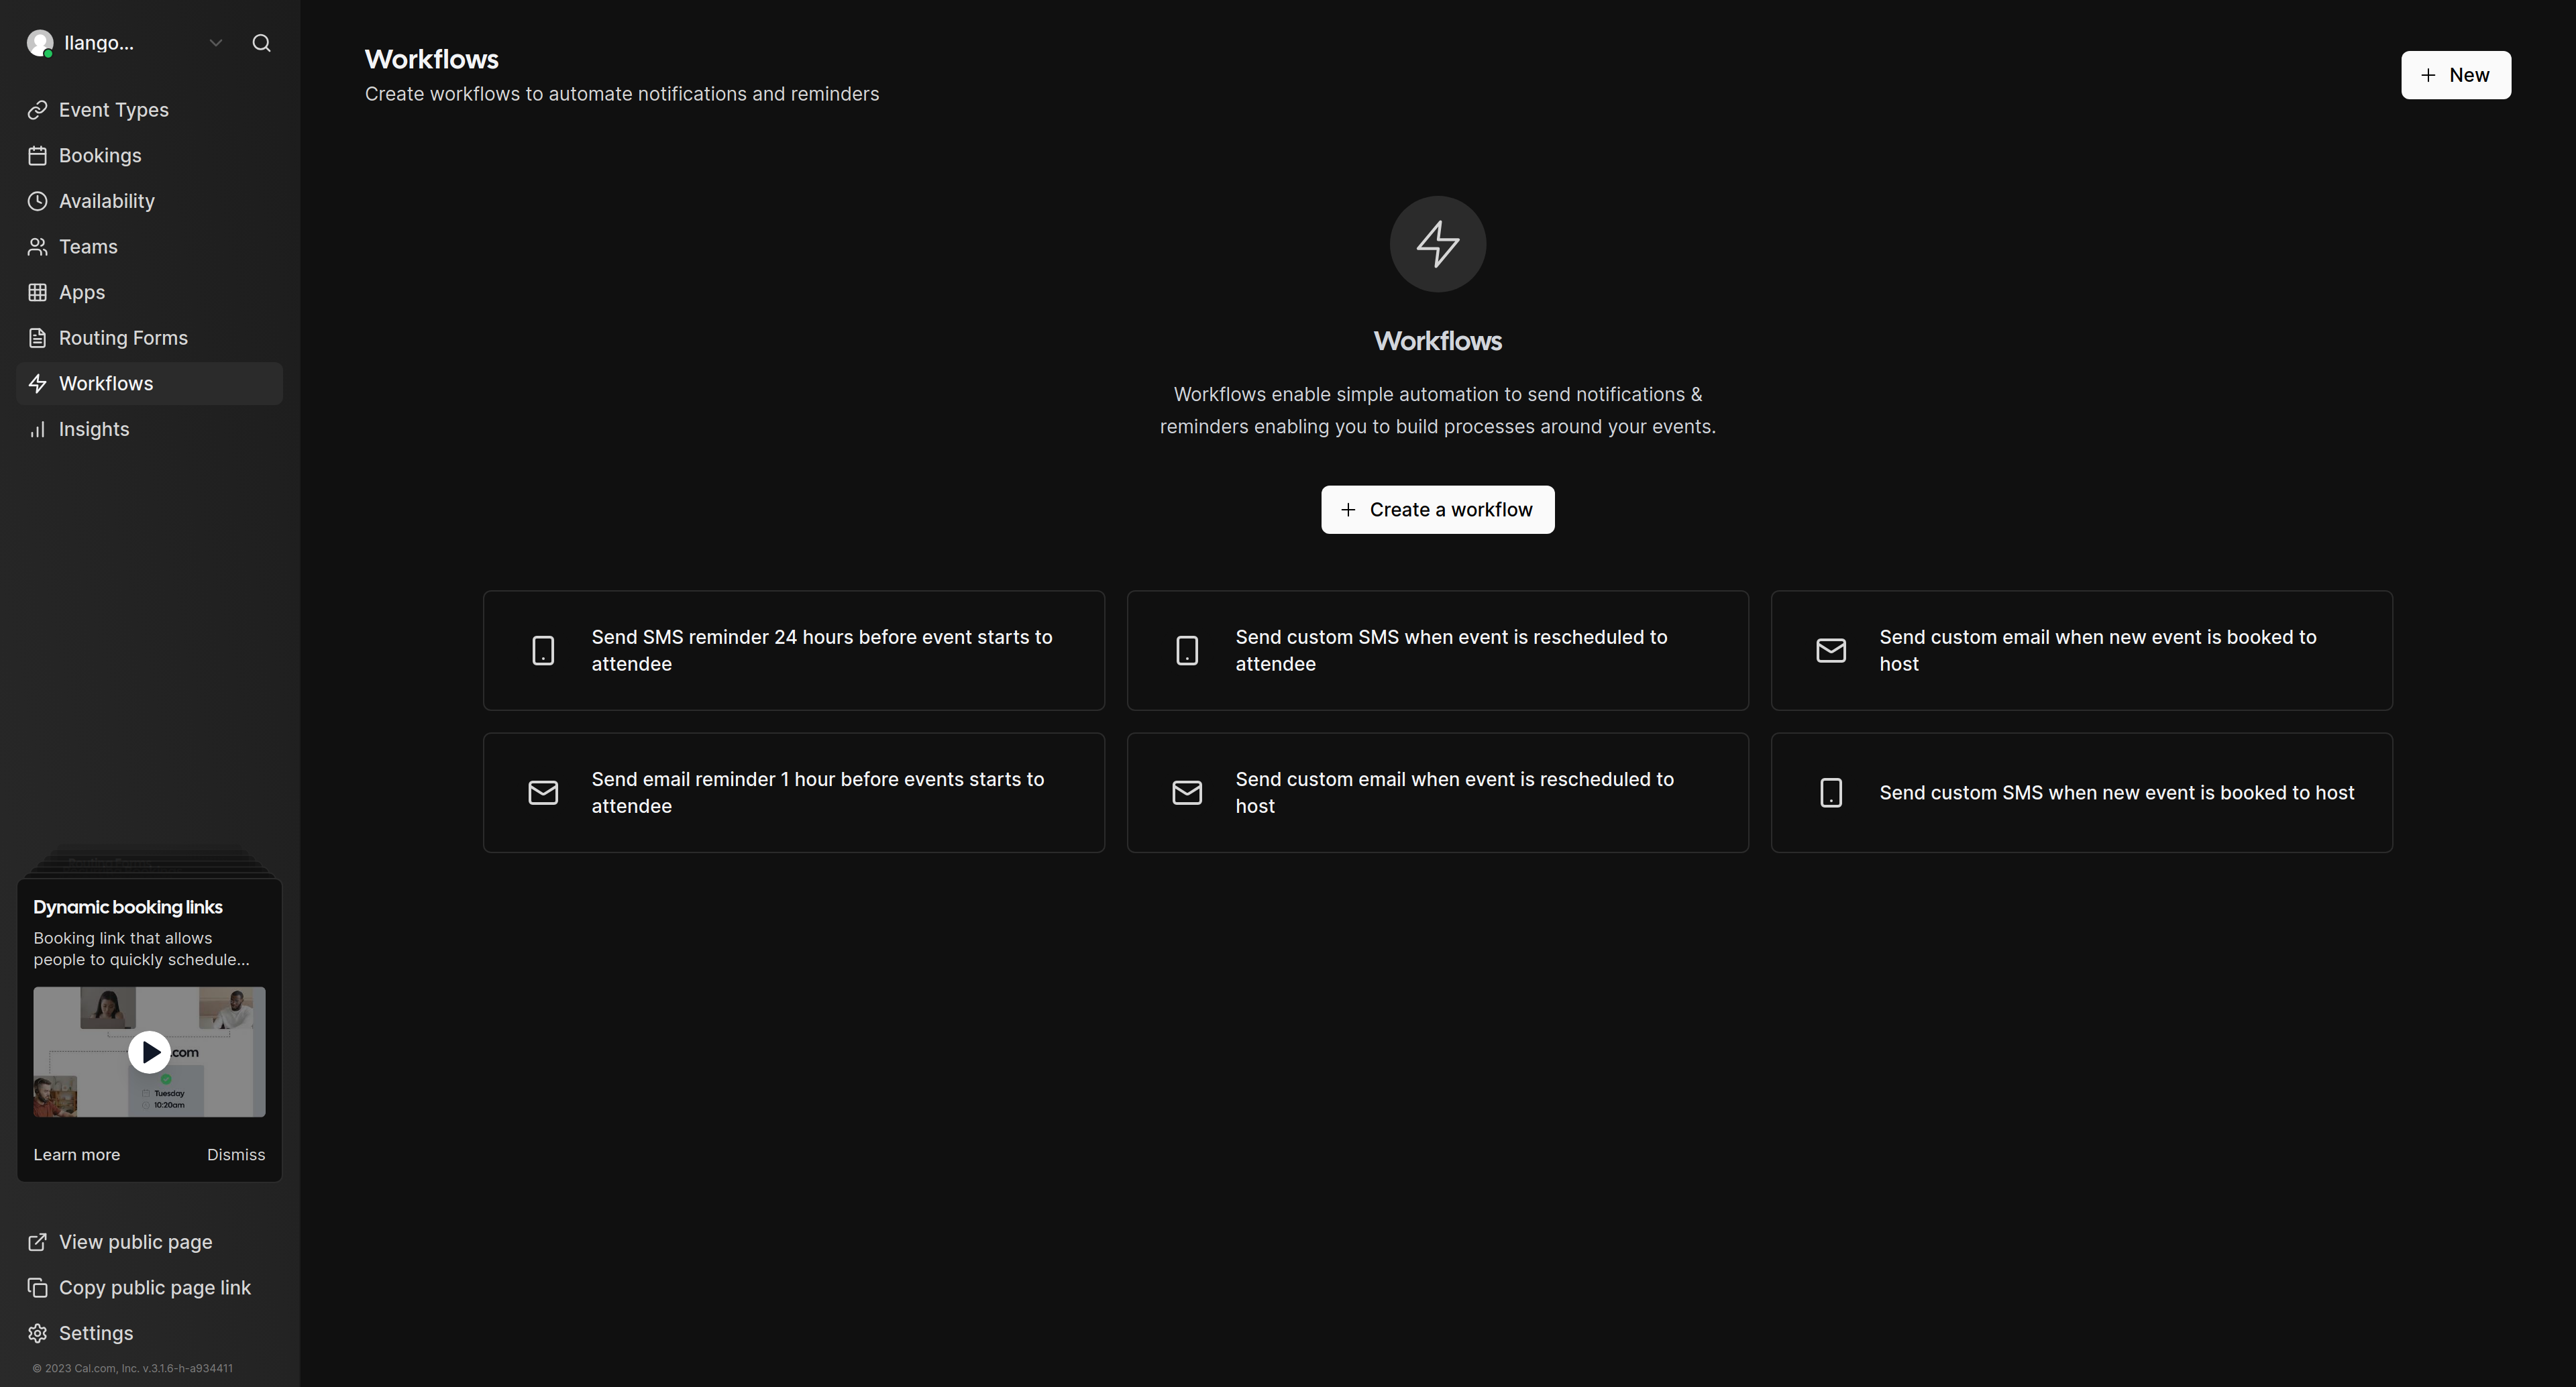 Ilango...
Event Types
Bookings
Availability
Teams
Apps
Routing Forms
Workflows
Insights
Dynamic booking links
Booking link that allows
people to quickly schedule...
.com
Tuesday
10:20am
Learn more
Dismiss
View public page
Copy public page link
Settings
© 2023 Cal.com, Inc. v.3.1.6-h-a934411
Workflows
Create workflows to automate notifications and reminders
New
Workflows
Workflows enable simple automation to send notifications &
reminders enabling you to build processes around your events.
Create a workflow
Send SMS reminder 24 hours before event starts to
attendee
Send custom SMS when event is rescheduled to
attendee
Send custom email when new event is booked to
host
Send email reminder 1 hour before events starts to
attendee
Send custom email when event is rescheduled to
host
Send custom SMS when new event is booked to host